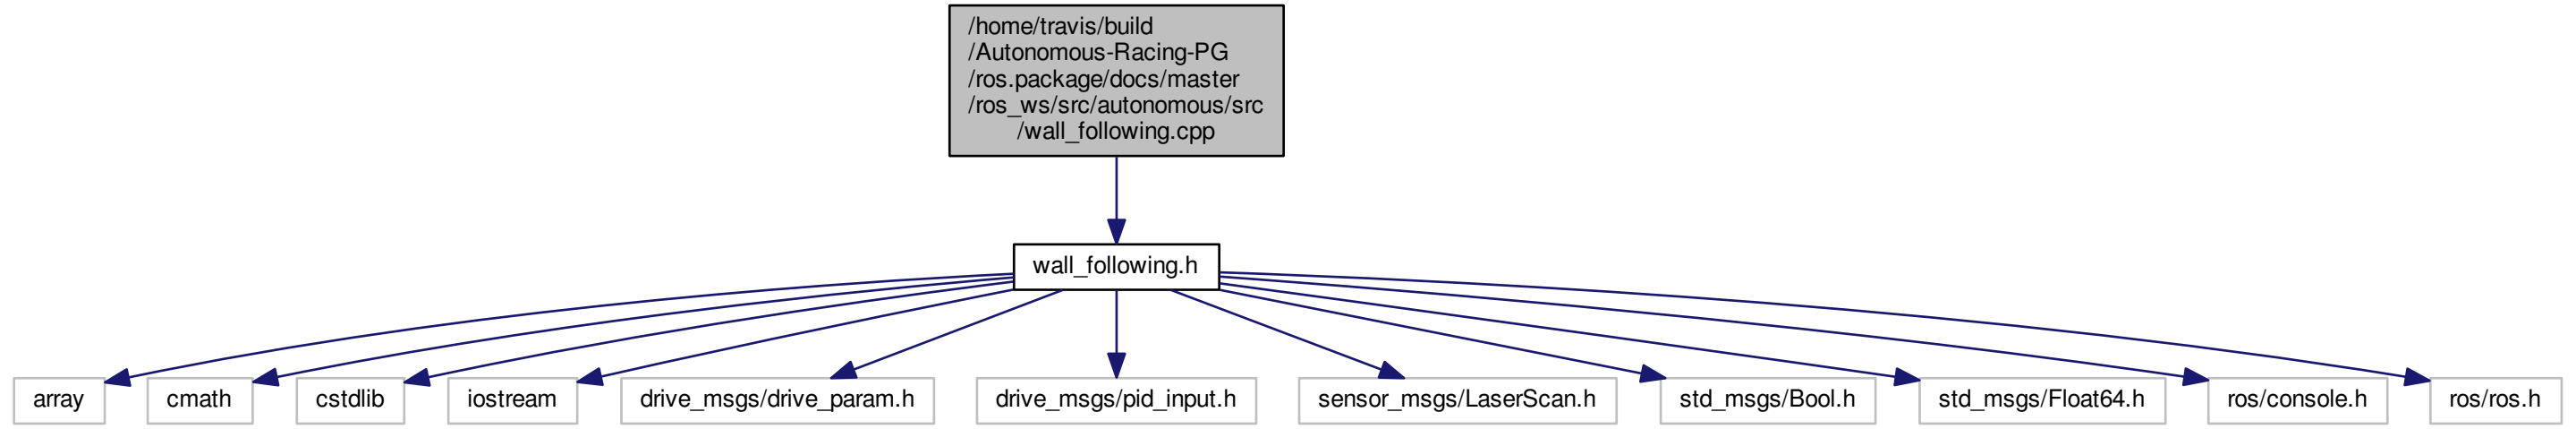 /home/travis/build
/Autonomous-Racing-PG
/ros.package/docs/master
/ros_ws/src/autonomous/src
/wall_following.cpp
wall_following.h
array
cmath
cstdlib
iostream
drive_msgs/drive_param.h
drive_msgs/pid_input.h
sensor_msgs/LaserScan.h
std_msgs/Bool.h
std_msgs/Float64.h
ros/console.h
ros/ros.h